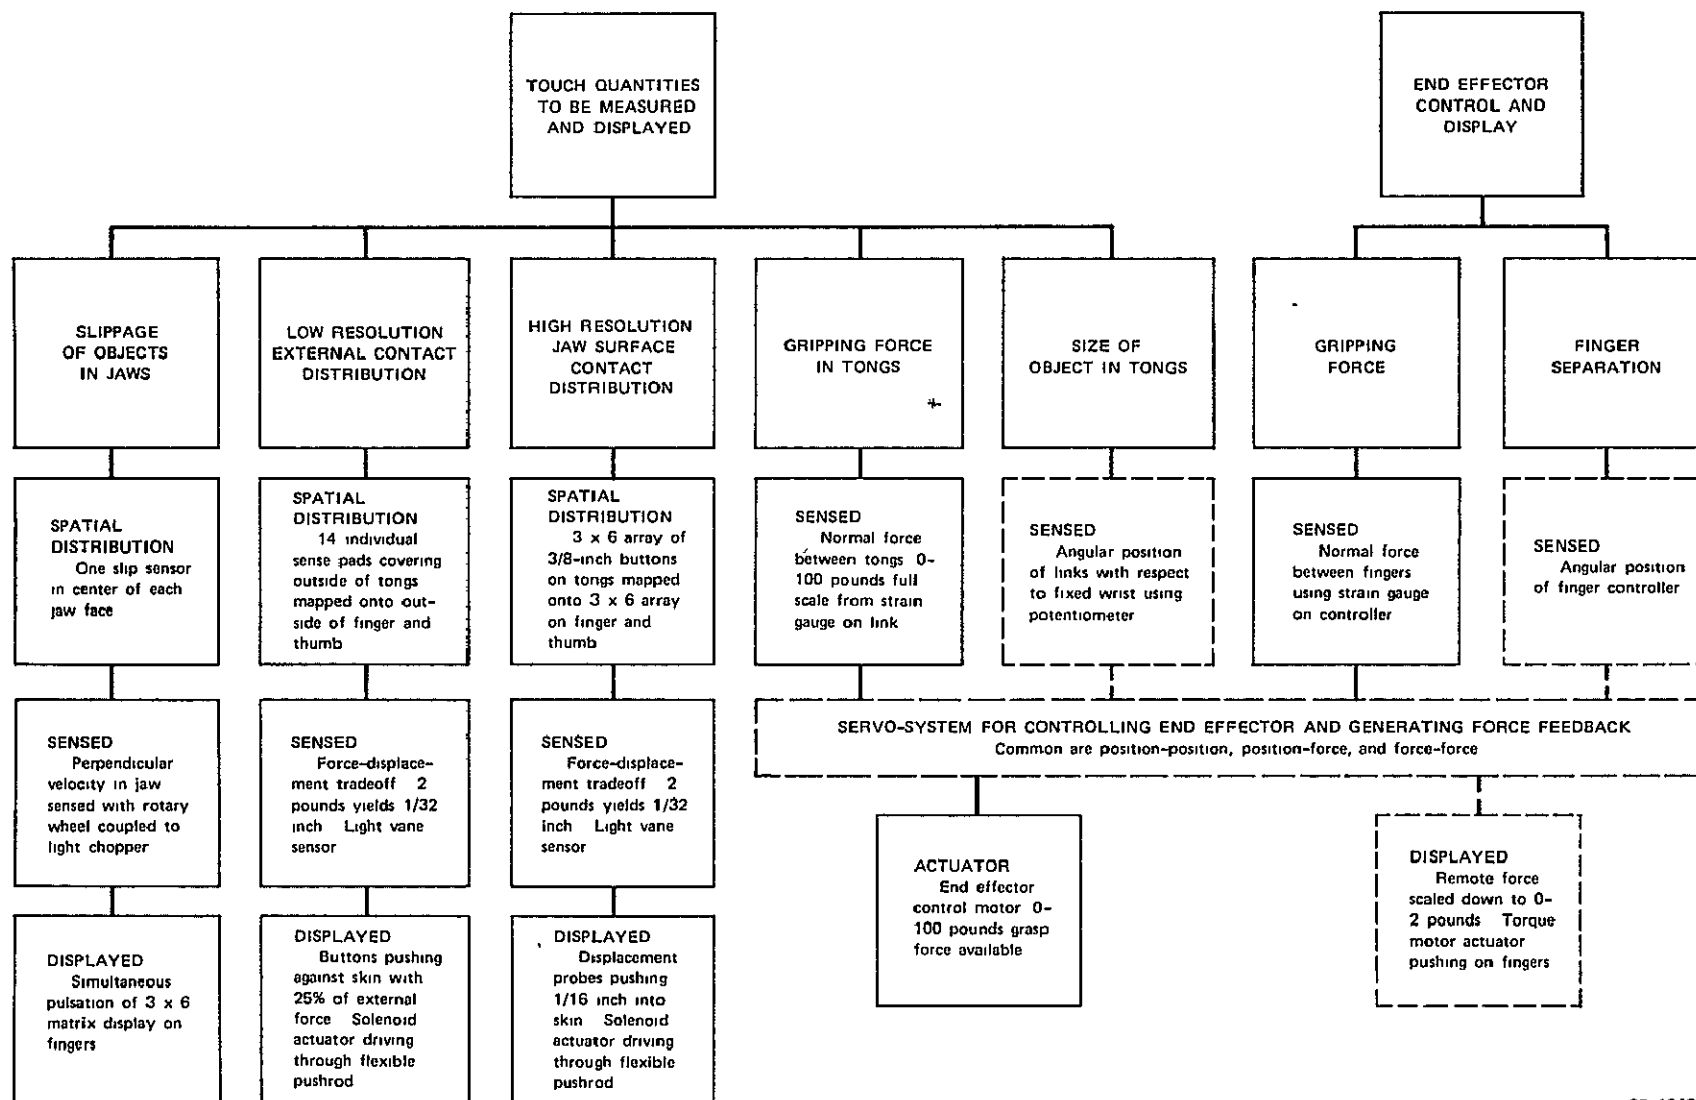 TOUCH QUANTITIES
TO BE MEASURED
AND DISPLAYED
END EFFECTOR
CONTROL AND
DISPLAY
SLIPPAGE
OF OBJECTS
IN JAWS
LOW RESOLUTION
EXTERNAL CONTACT
DISTRIBUTION
HIGH RESOLUTION
JAW SURFACE
CONTACT
DISTRIBUTION
GRIPPING FORCE
IN TONGS
SIZE OF
OBJECT IN TONGS
GRIPPING
FORCE
FINGER
SEPARATION
SPATIAL
DISTRIBUTION
One slip sensor
in center of each
jaw face
SPATIAL
DISTRIBUTION
14 individual
sense pads covering
outside of tongs
mapped onto out-
side of finger and
thumb
SPATIAL
DISTRIBUTION
3 x 6 array of
3/8-inch buttons
on tongs mapped
onto 3 x 6 array
on finger and
thumb
SENSED
Normal force
between tongs 0-
100 pounds full
scale from strain
gauge on link
SENSED
Angular position
of links with respect
to fixed wrist using
potentiometer
SENSED
Normal force
between fingers
using strain gauge
on controller
SENSED
Angular position
of finger controller
SENSED
Perpendicular
velocity in jaw
sensed with rotary
wheel coupled to
light chopper
SENSED
Force-displace-
ment tradeoff 2
pounds yields 1/32
inch Light vane
sensor
SENSED
Force-displace-
ment tradeoff 2
pounds yields 1/32
inch Light vane
sensor
SERVO-SYSTEM FOR CONTROLLING END EFFECTOR AND GENERATING FORCE FEEDBACK
Common are position-position, position-force, and force-force
DISPLAYED
Simultaneous
pulsation of 3 x 6
matrix display on
fingers
DISPLAYED
Buttons pushing
against skin with
25% of external
force Solenoid
actuator driving
through flexible
pushrod
DISPLAYED
Displacement
probes pushing
1/16 inch into
skin Solenoid
actuator driving
through flexible
pushrod
ACTUATOR
End effector
control motor 0-
100 pounds grasp
force available
DISPLAYED
Remote force
scaled down to 0-
2 pounds Torque
motor actuator
pushing on fingers